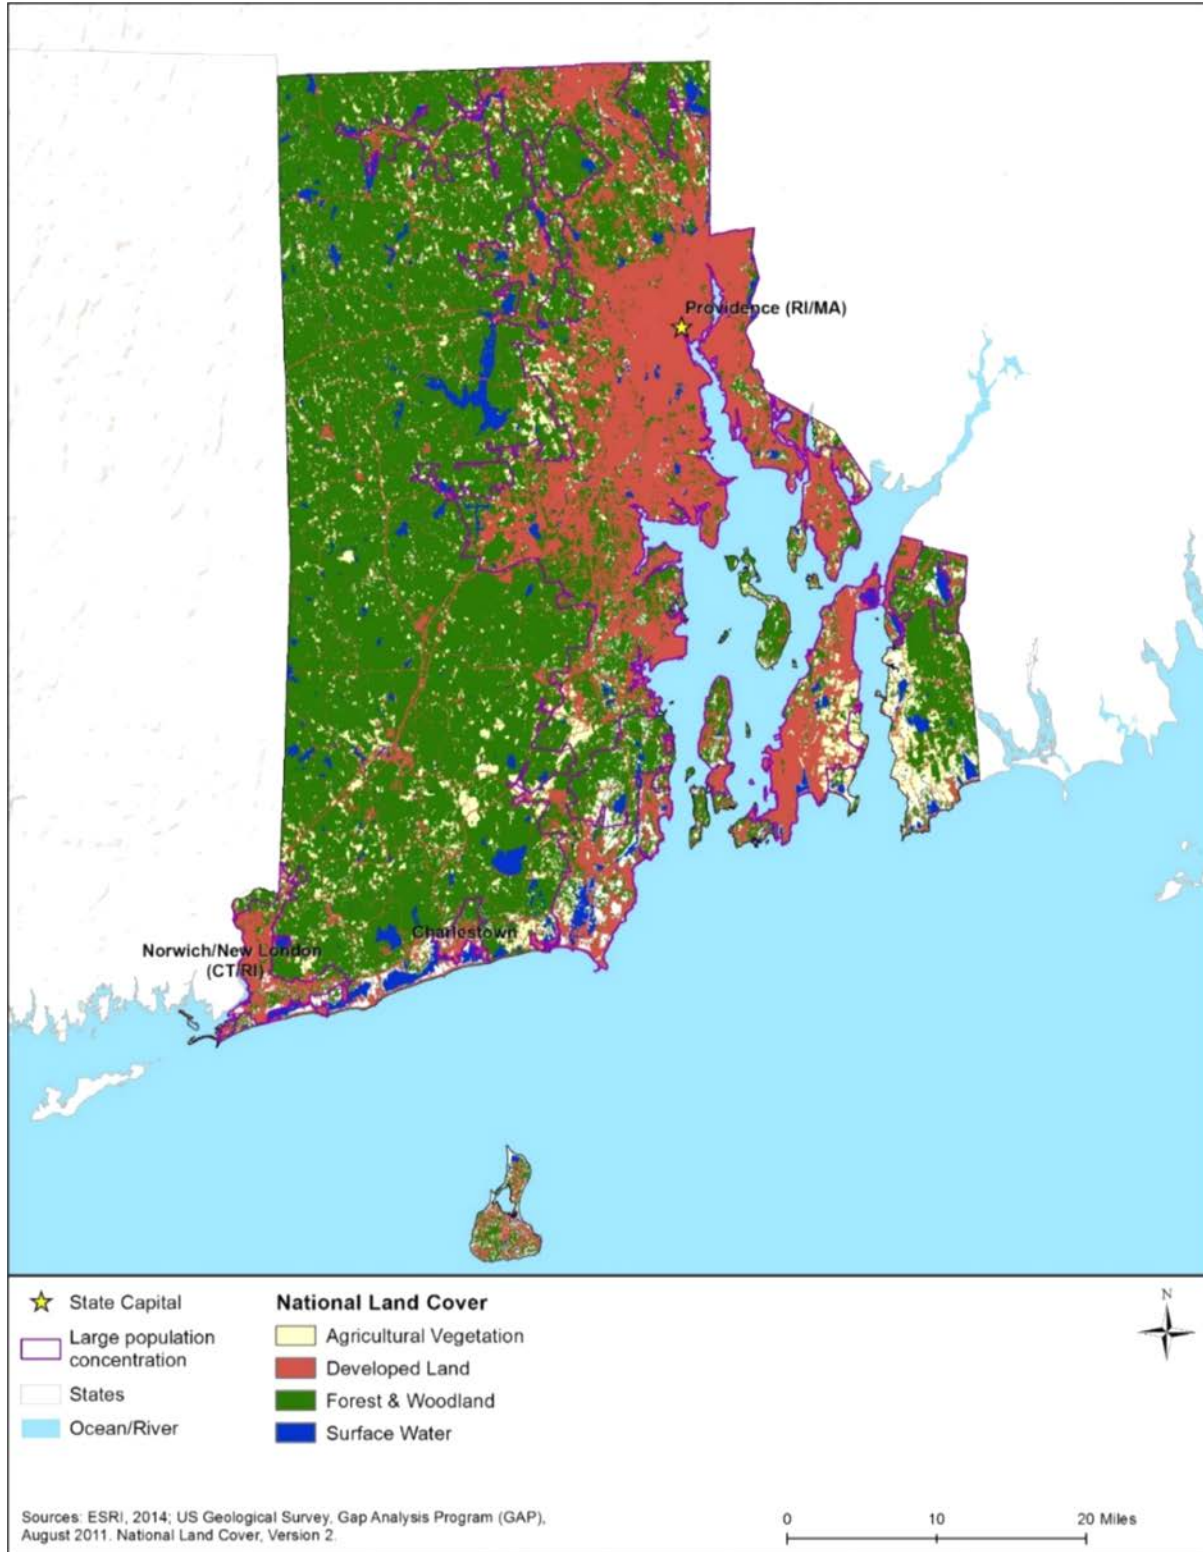 Providence (RI/MA)
Charlestown
Norwich/New London
(CT/RI)
State Capital
Large population
concentration
States
Ocean/River
National Land Cover
Agricultural Vegetation
Developed Land
Forest & Woodland
Surface Water
N
Sources: ESRI, 2014; US Geological Survey, Gap Analysis Program (GAP),
August 2011. National Land Cover, Version 2.
0 10 20 Miles